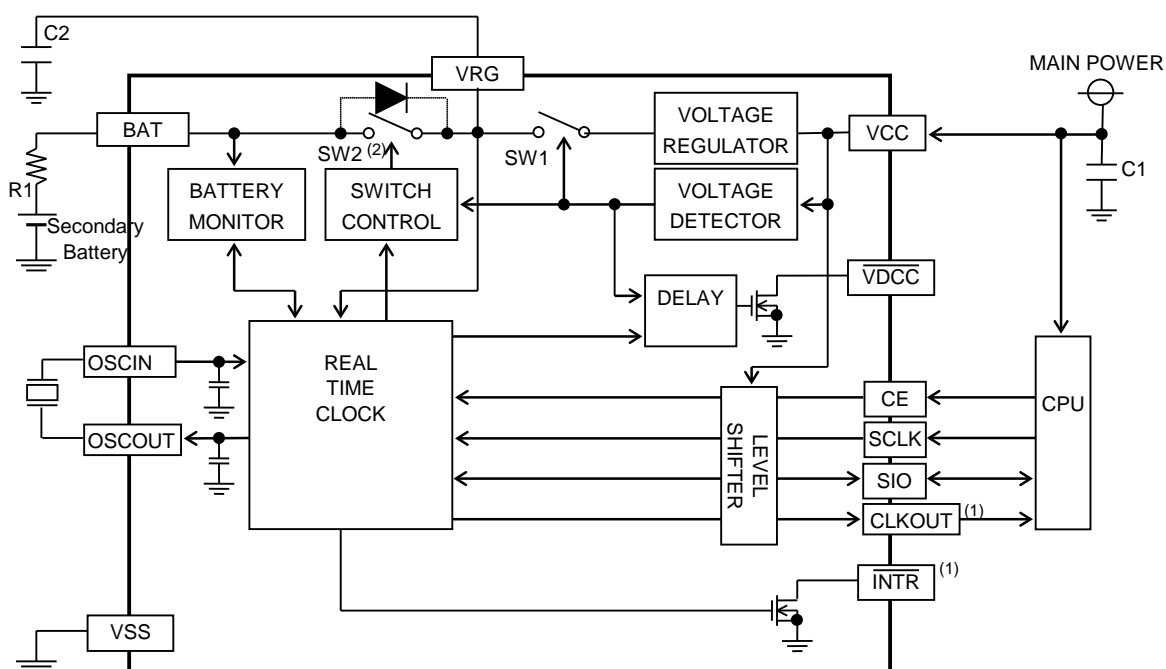 C2
VRG
MAIN POWER
BAT
SW2 (2)
SW1
VOLTAGE
REGULATOR
VCC
C1
R1
Secondary
Battery
BATTERY
MONITOR
SWITCH
CONTROL
VOLTAGE
DETECTOR
VDCC
DELAY
OSCIN
OSCOUT
REAL
TIME
CLOCK
LEVEL
SHIFTER
CE
SCLK
SIO
CLKOUT (1)
CPU
INTR (1)
VSS